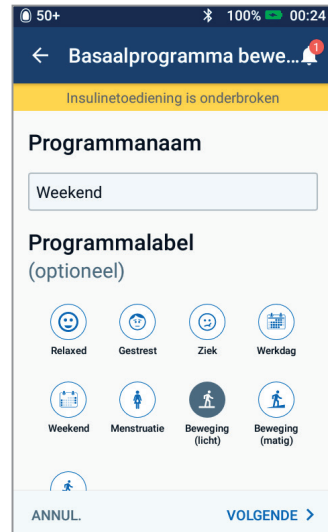 50+ 100% 00:24
Basaalprogramma bewe... 1
Insulinetoediening is onderbroken
Programmanaam
Weekend
Programmalabel
(optioneel)
Relaxed Gestrest Ziek Werkdag
Weekend Menstruatie Beweging (licht) Beweging (matig)
ANNUL. VOLGENDE >